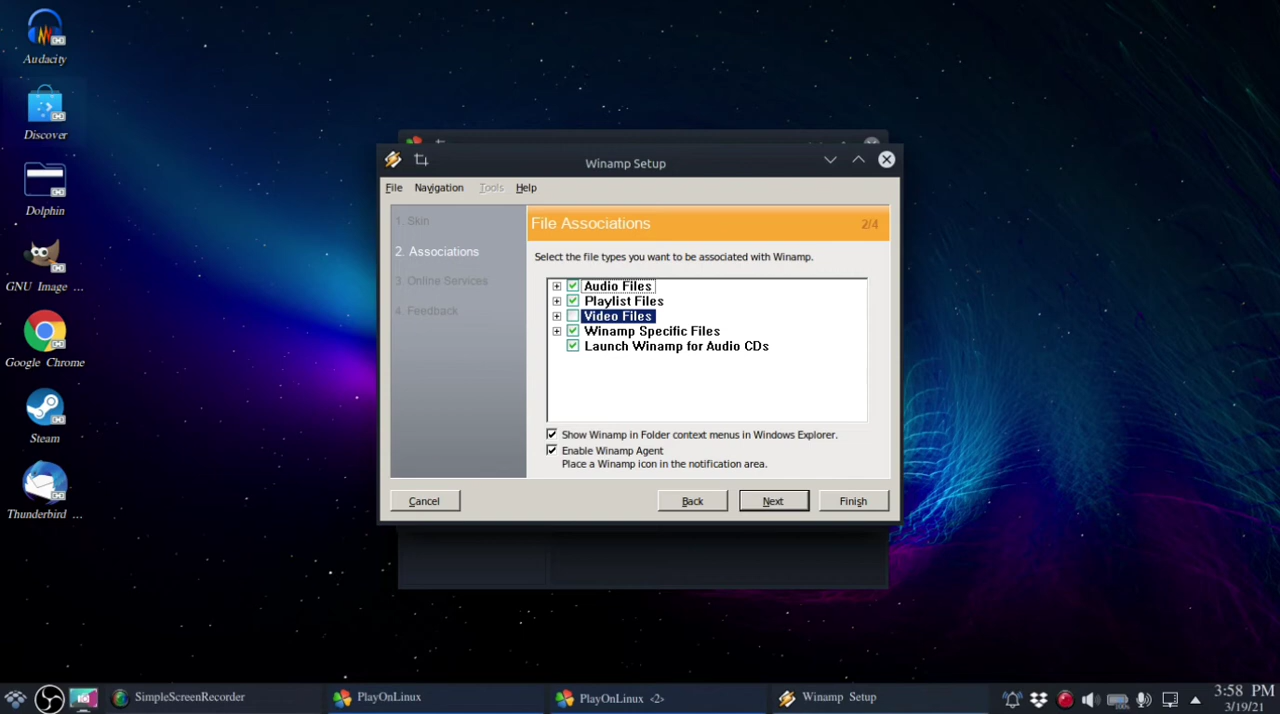 Audacity
Discover
Dolphin
GNU Image ...
Google Chrome
Steam
Thunderbird ...
Winamp Setup
File Navigation Tools Help
1. Skin
2. Associations
3. Online Services
4. Feedback
File Associations 2/4
Select the file types you want to be associated with Winamp.
Audio Files
Playlist Files
Video Files
Winamp Specific Files
Launch Winamp for Audio CDs
Show Winamp in Folder context menus in Windows Explorer.
Enable Winamp Agent
Place a Winamp icon in the notification area.
Cancel Back Next Finish
SimpleScreenRecorder PlayOnLinux PlayOnLinux <2> Winamp Setup
3:58 PM
3/19/21